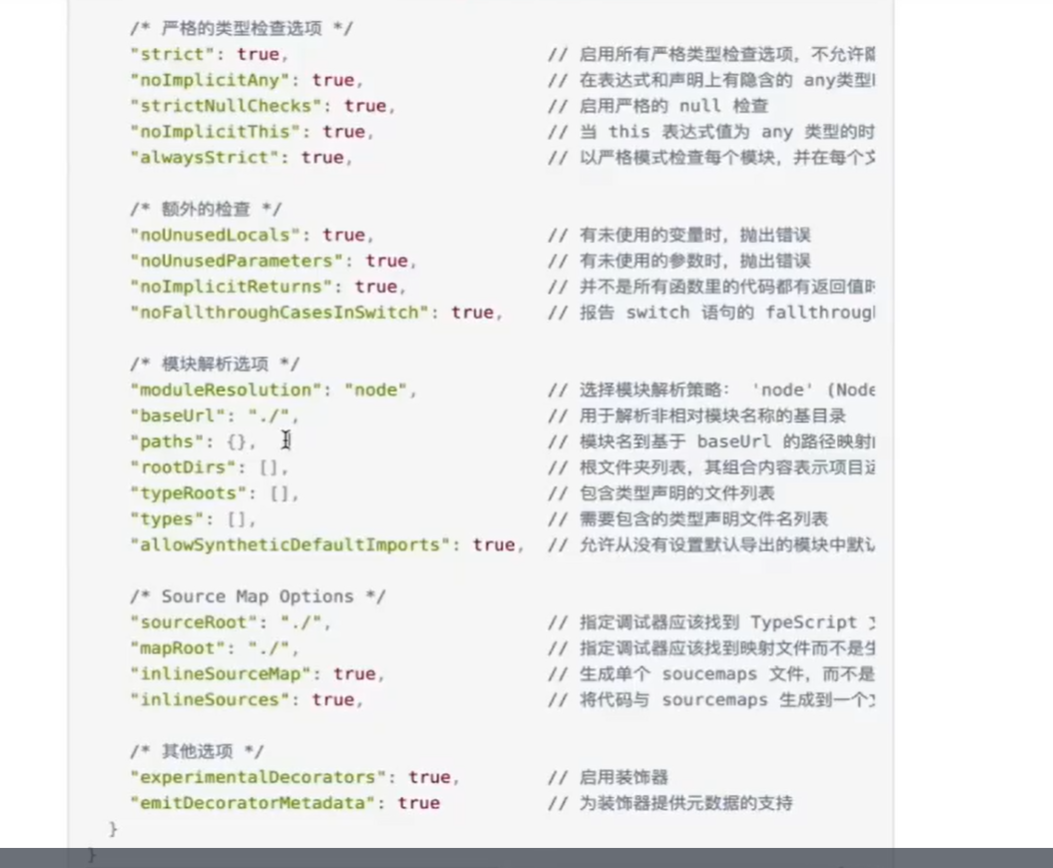 /* 严格的类型检查选项 */
"strict": true, // 启用所有严格类型检查选项，不允许
"noImplicitAny": true, // 在表达式和声明上有隐含的 any类型
"strictNullChecks": true, // 启用严格的 null 检查
"noImplicitThis": true, // 当 this 表达式值为 any 类型的时
"alwaysStrict": true, // 以严格模式检查每个模块，并在每个
/* 额外的检查 */
"noUnusedLocals": true, // 有未使用的变量时，抛出错误
"noUnusedParameters": true, // 有未使用的参数时，抛出错误
"noImplicitReturns": true, // 并不是所有函数里的代码都有返回值
"noFallthroughCasesInSwitch": true, // 报告 switch 语句的 fallthroug
/* 模块解析选项 */
"moduleResolution": "node", // 选择模块解析策略： 'node' (Node
"baseUrl": "./", // 用于解析非相对模块名称的基目录
"paths": {}, // 模块名到基于 baseUrl 的路径映射
"rootDirs": [], // 根文件夹列表，其组合内容表示项目
"typeRoots": [], // 包含类型声明的文件列表
"types": [], // 需要包含的类型声明文件名列表
"allowSyntheticDefaultImports": true, // 允许从没有设置默认导出的模块中默
/* Source Map Options */
"sourceRoot": "./", // 指定调试器应该找到 TypeScript
"mapRoot": "./", // 指定调试器应该找到映射文件而不是
"inlineSourceMap": true, // 生成单个 soucemaps 文件，而不是
"inlineSources": true, // 将代码与 sourcemaps 生成到一个
/* 其他选项 */
"experimentalDecorators": true, // 启用装饰器
"emitDecoratorMetadata": true // 为装饰器提供元数据的支持
}
}